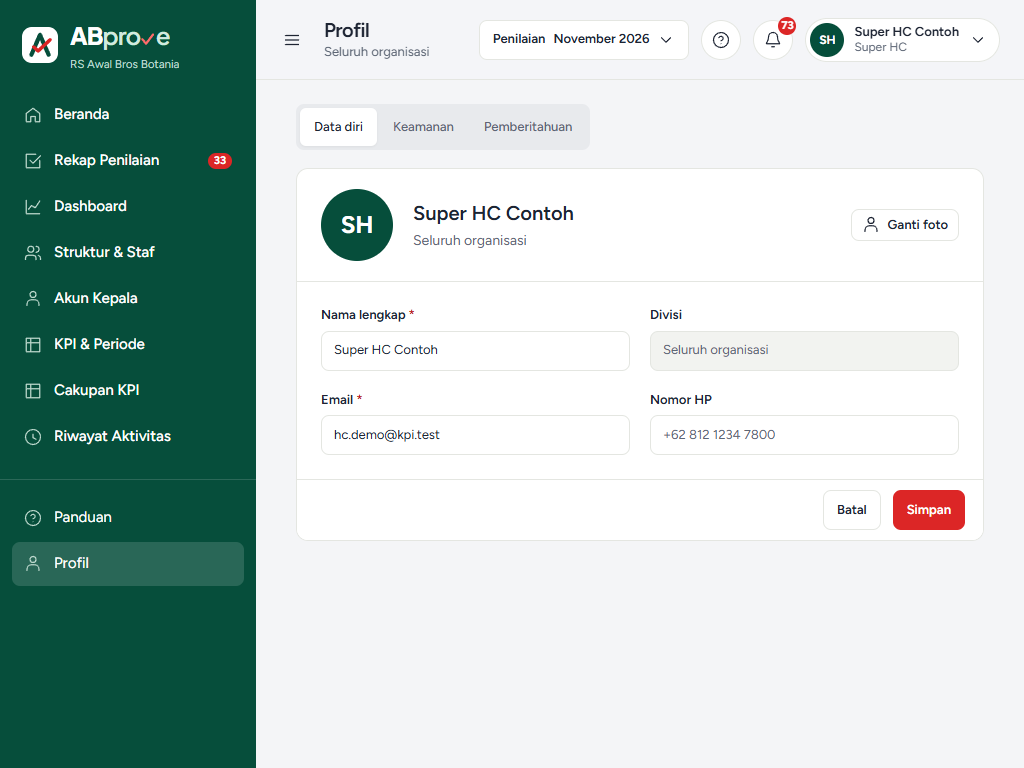 ABprove
RS Awal Bros Botania
Beranda
Rekap Penilaian 33
Dashboard
Struktur & Staf
Akun Kepala
KPI & Periode
Cakupan KPI
Riwayat Aktivitas
Panduan
Profil
Profil
Seluruh organisasi
Penilaian November 2026
73
SH
Super HC Contoh
Super HC
Data diri Keamanan Pemberitahuan
SH
Super HC Contoh
Seluruh organisasi
Ganti foto
Nama lengkap * Divisi
Super HC Contoh Seluruh organisasi
Email * Nomor HP
hc.demo@kpi.test +62 812 1234 7800
Batal Simpan